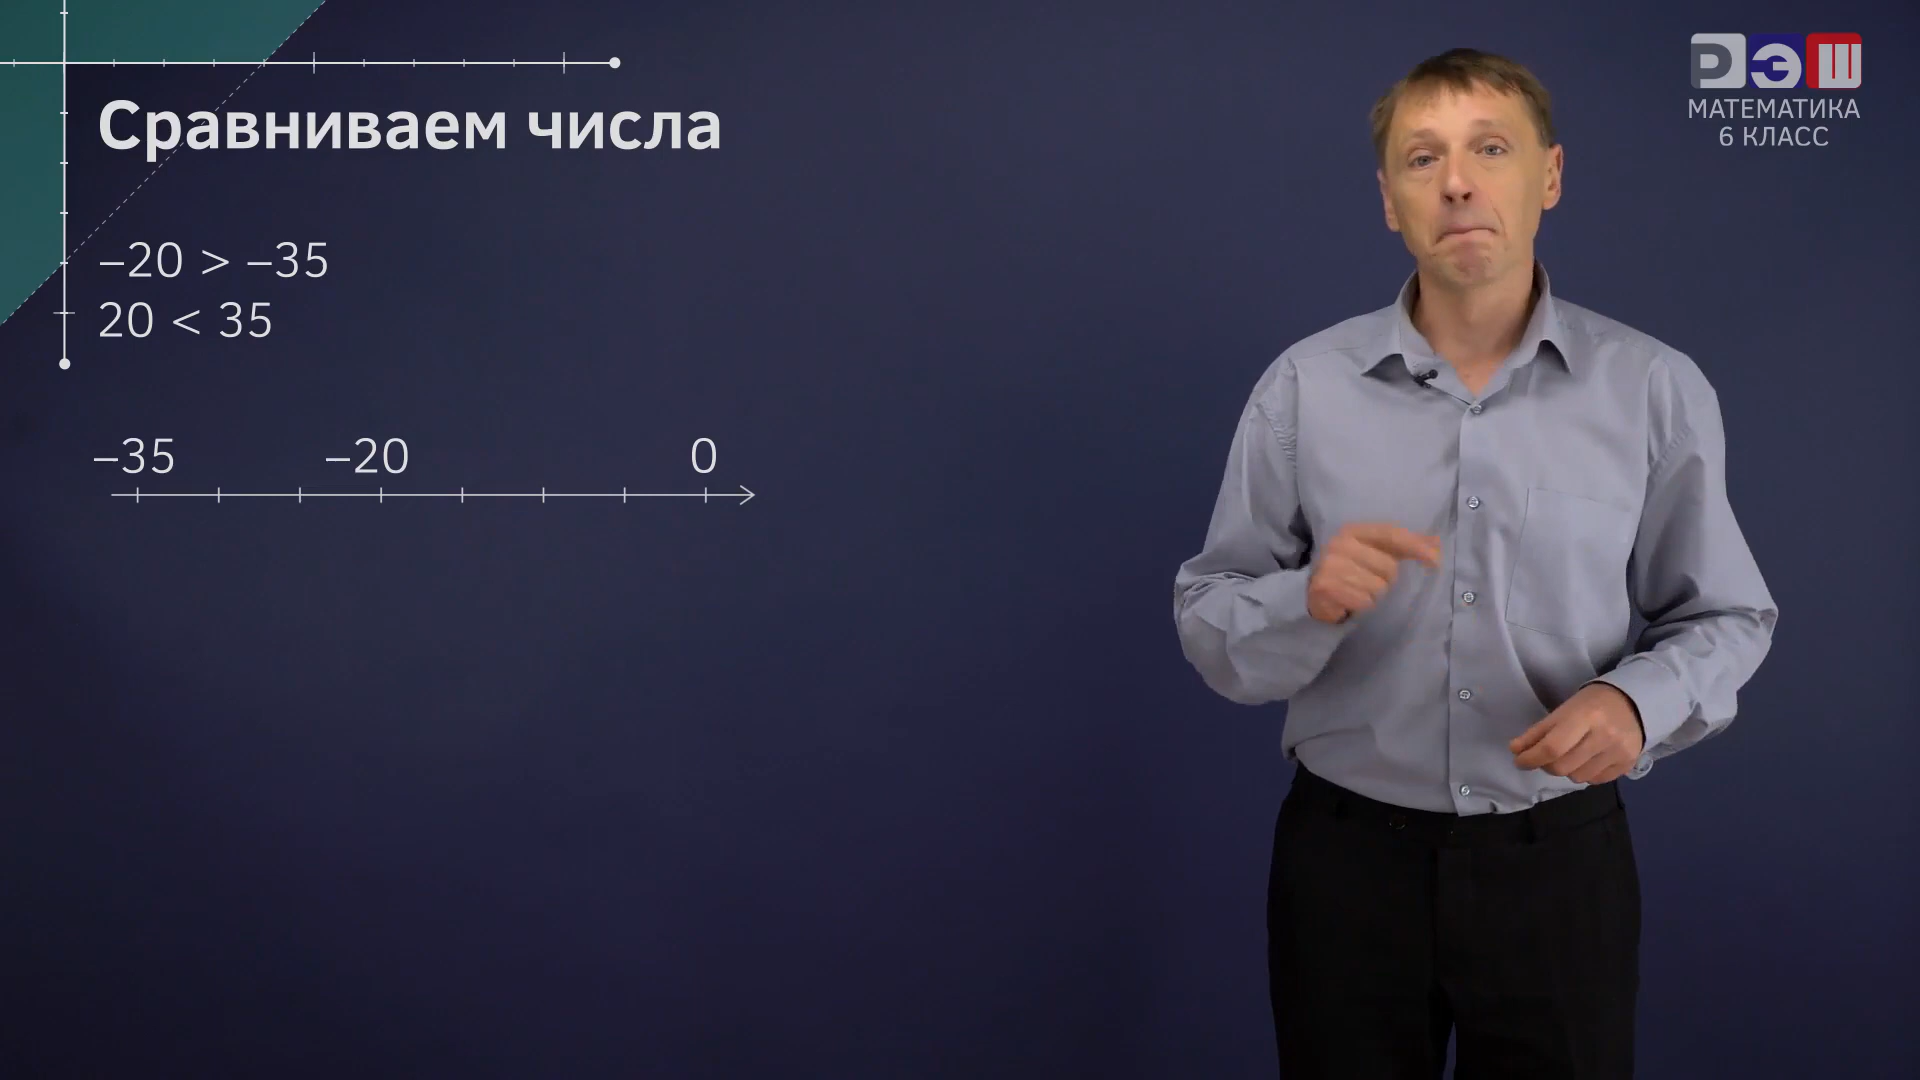 Сравниваем числа
–20 > –35
20 < 35
–35 –20 0
РЭШ
МАТЕМАТИКА
6 КЛАСС